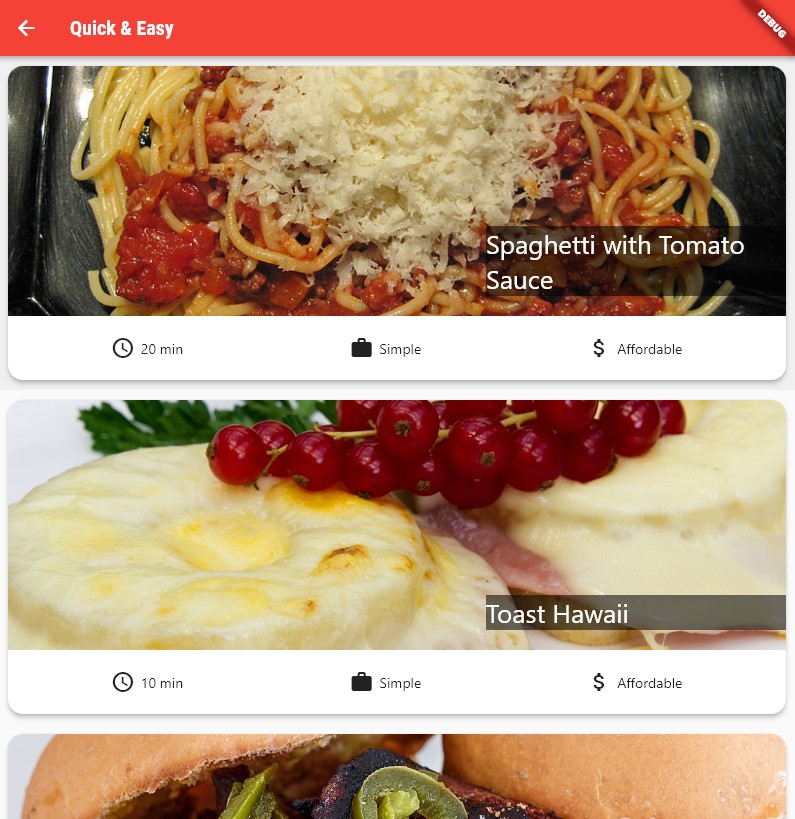 Quick & Easy
DEBUG
Spaghetti with Tomato
Sauce
20 min
Simple
Affordable
Toast Hawaii
10 min
Simple
Affordable